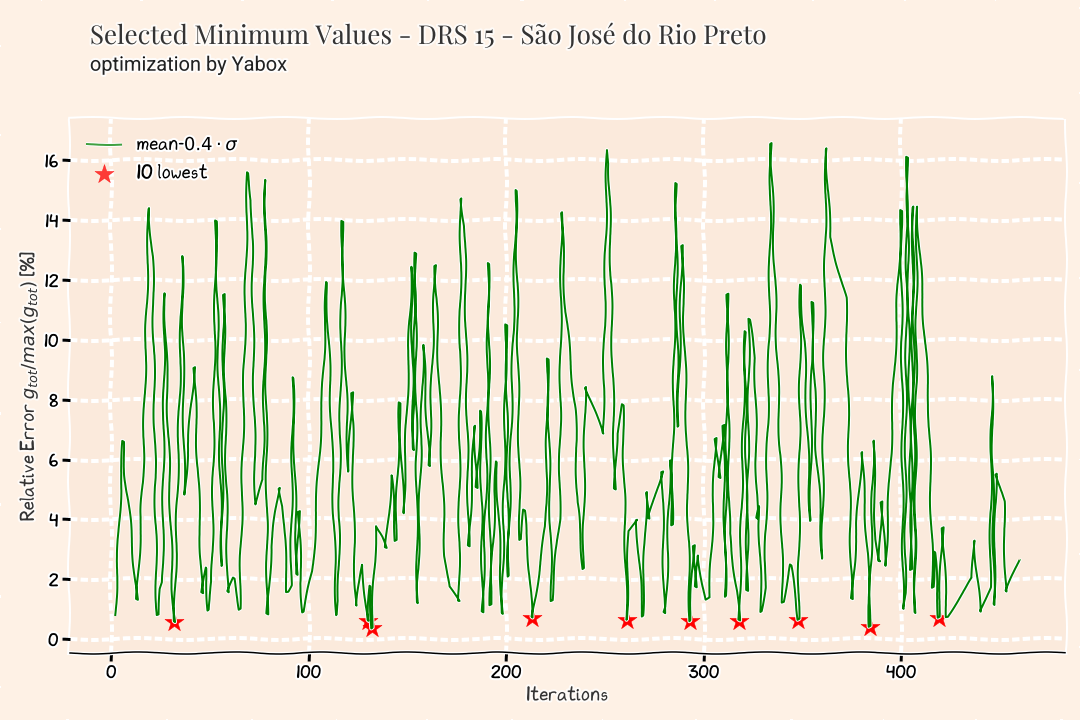 Selected Minimum Values - DRS 15 - São José do Rio Preto
optimization by Yabox
mean-0.4 · σ
10 lowest
Relative Error g_tot/max(g_tot) [%]
16
14
12
10
8
6
4
2
0
0 100 200 300 400
Iterations